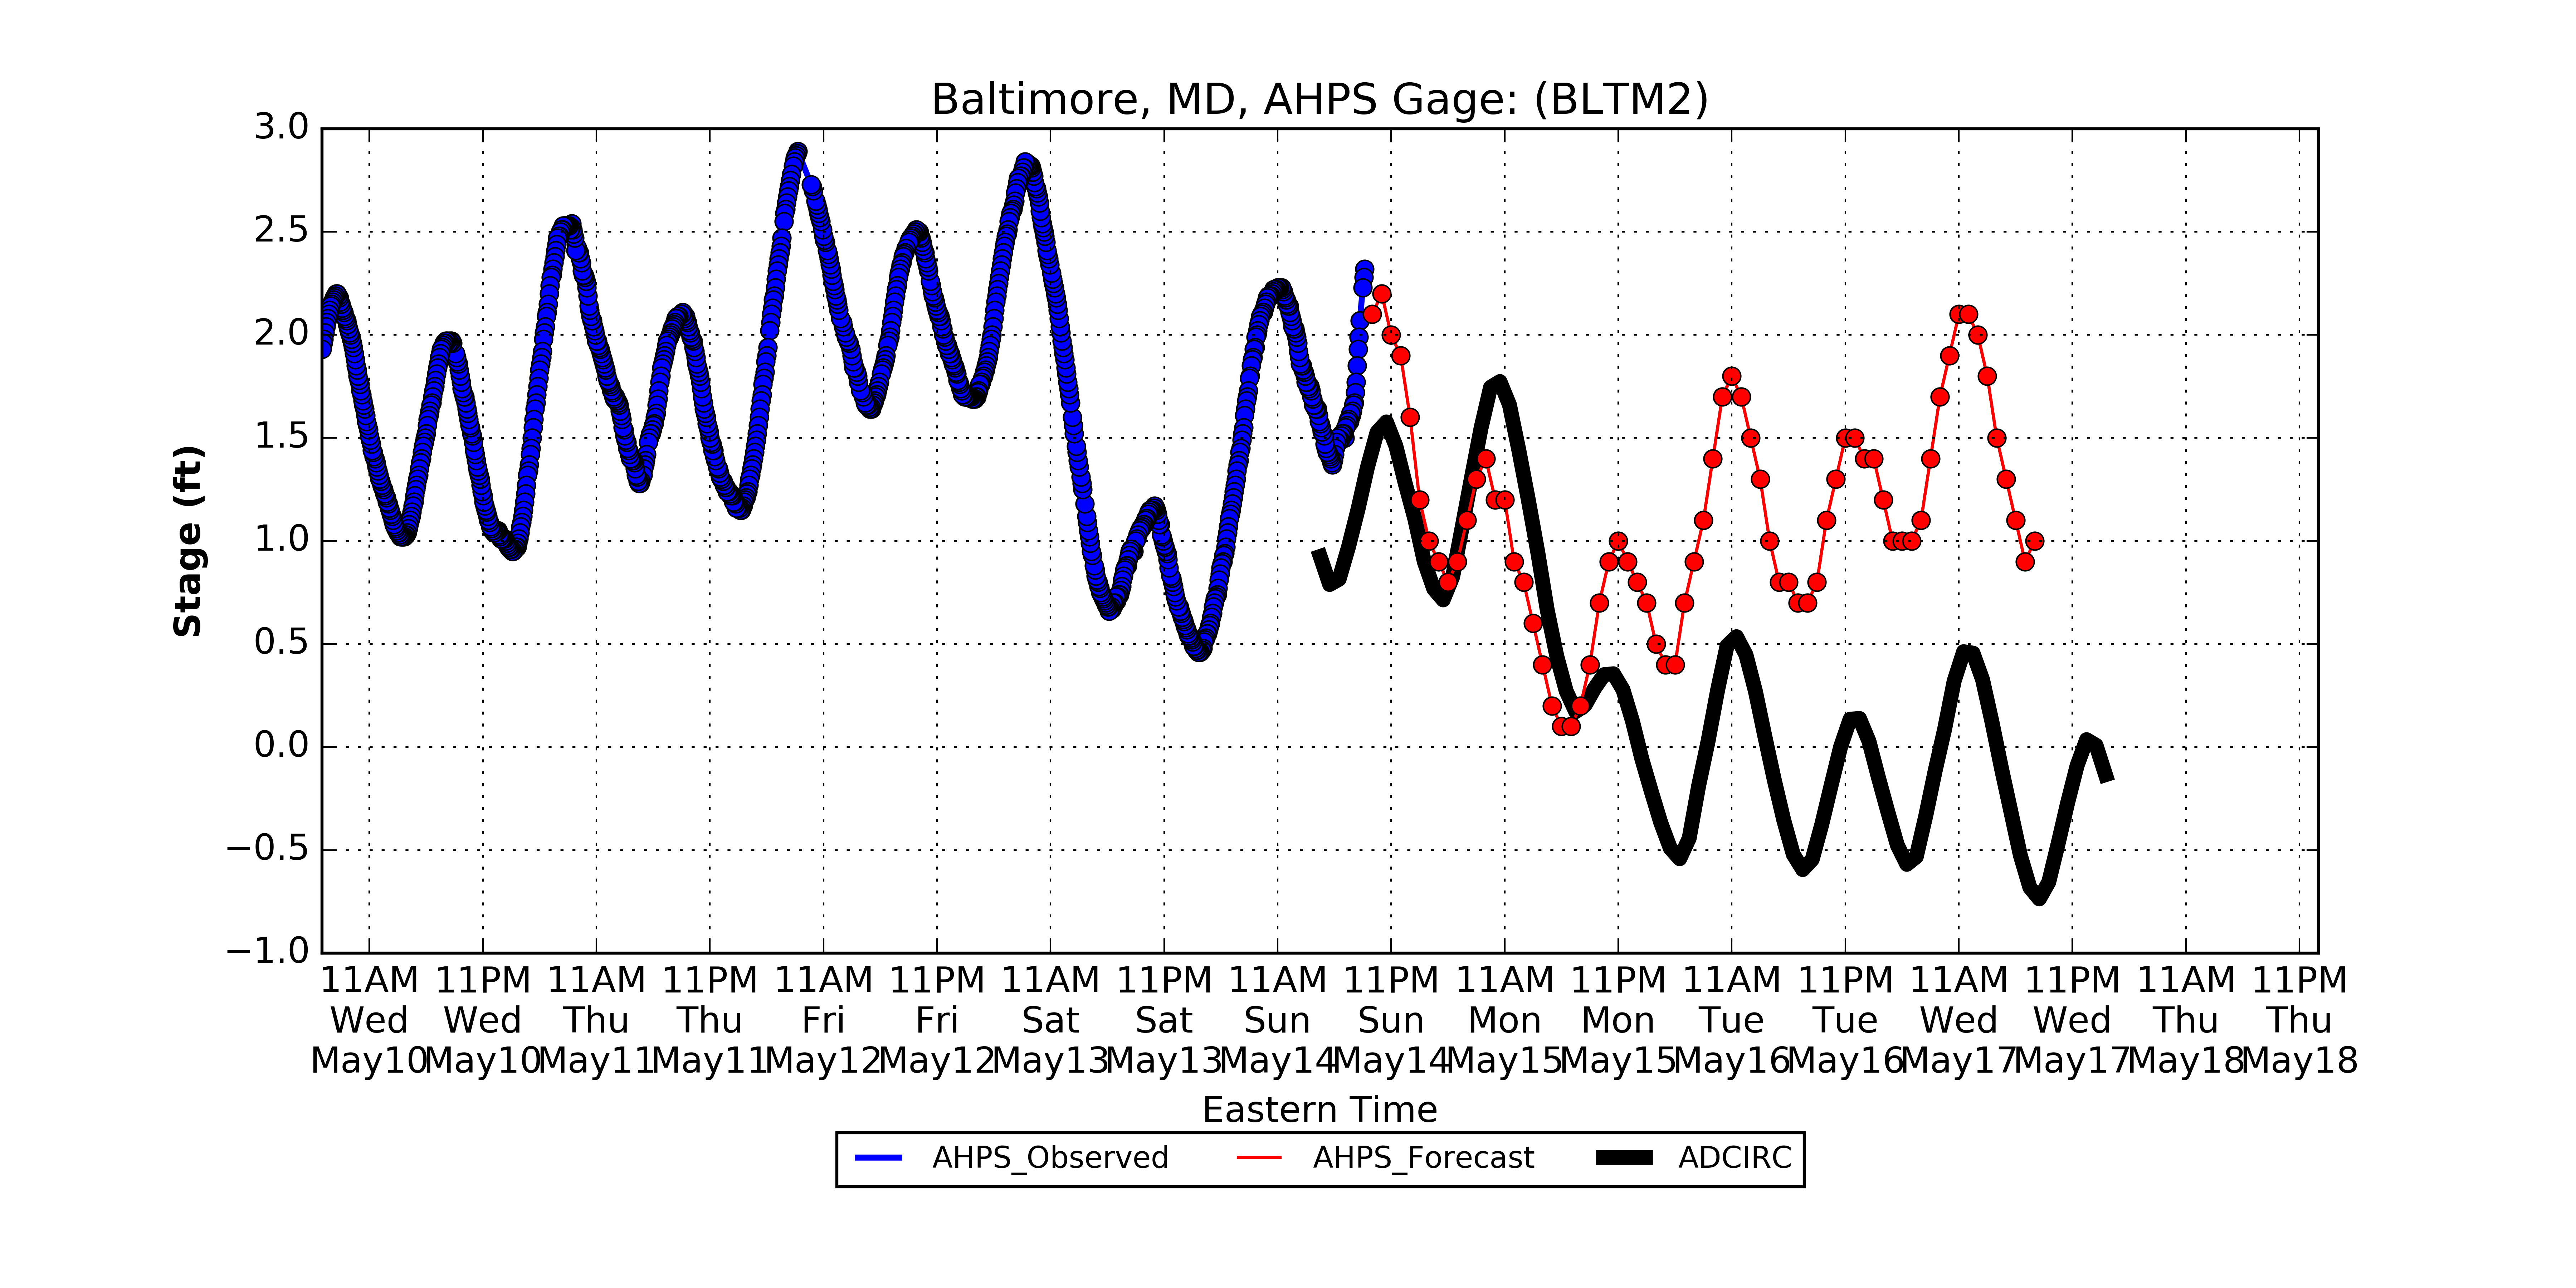 Baltimore, MD, AHPS Gage: (BLTM2)
3.0
2.5
2.0
1.5
1.0
0.5
0.0
−0.5
−1.0
Stage (ft)
11AM 11PM 11AM 11PM 11AM 11PM 11AM 11PM 11AM 11PM 11AM 11PM 11AM 11PM 11AM 11PM 11AM 11PM
Wed Wed Thu Thu Fri Fri Sat Sat Sun Sun Mon Mon Tue Tue Wed Wed Thu Thu
May10 May10 May11 May11 May12 May12 May13 May13 May14 May14 May15 May15 May16 May16 May17 May17 May18 May18
Eastern Time
AHPS_Observed AHPS_Forecast ADCIRC